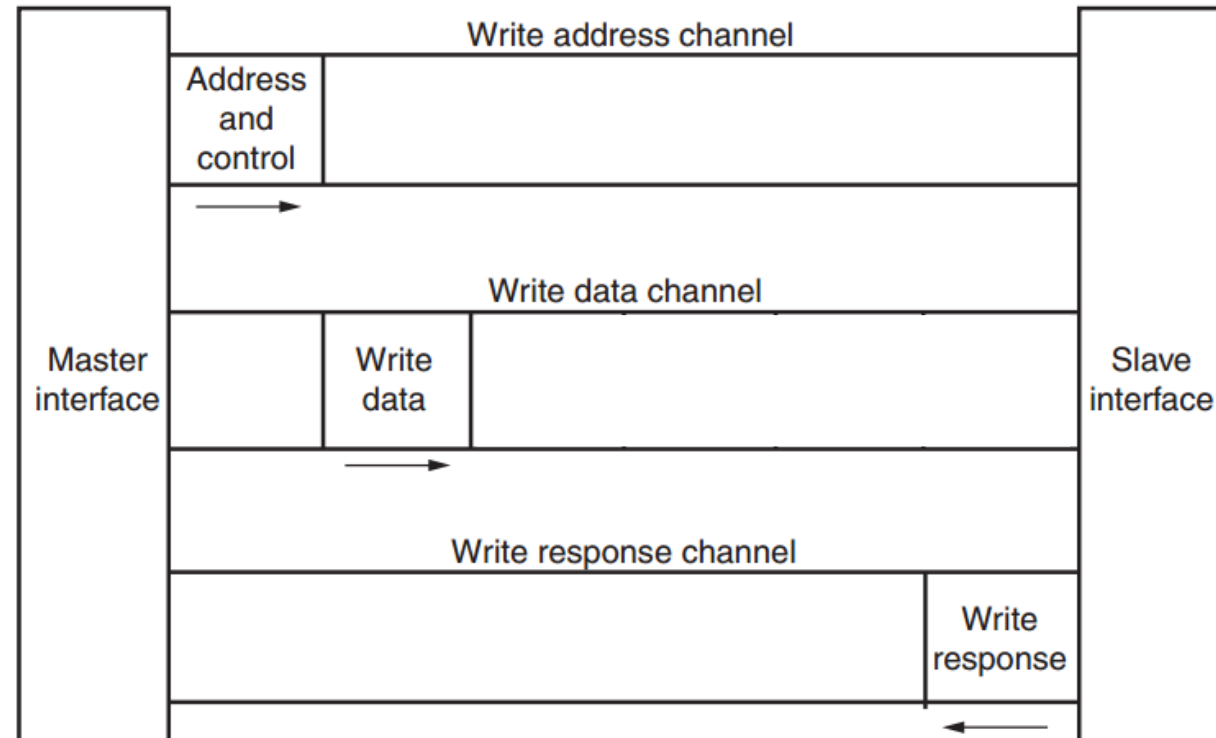 Write address channel
Address
and
control
Write data channel
Master
interface
Write
data
Slave
interface
Write response channel
Write
response